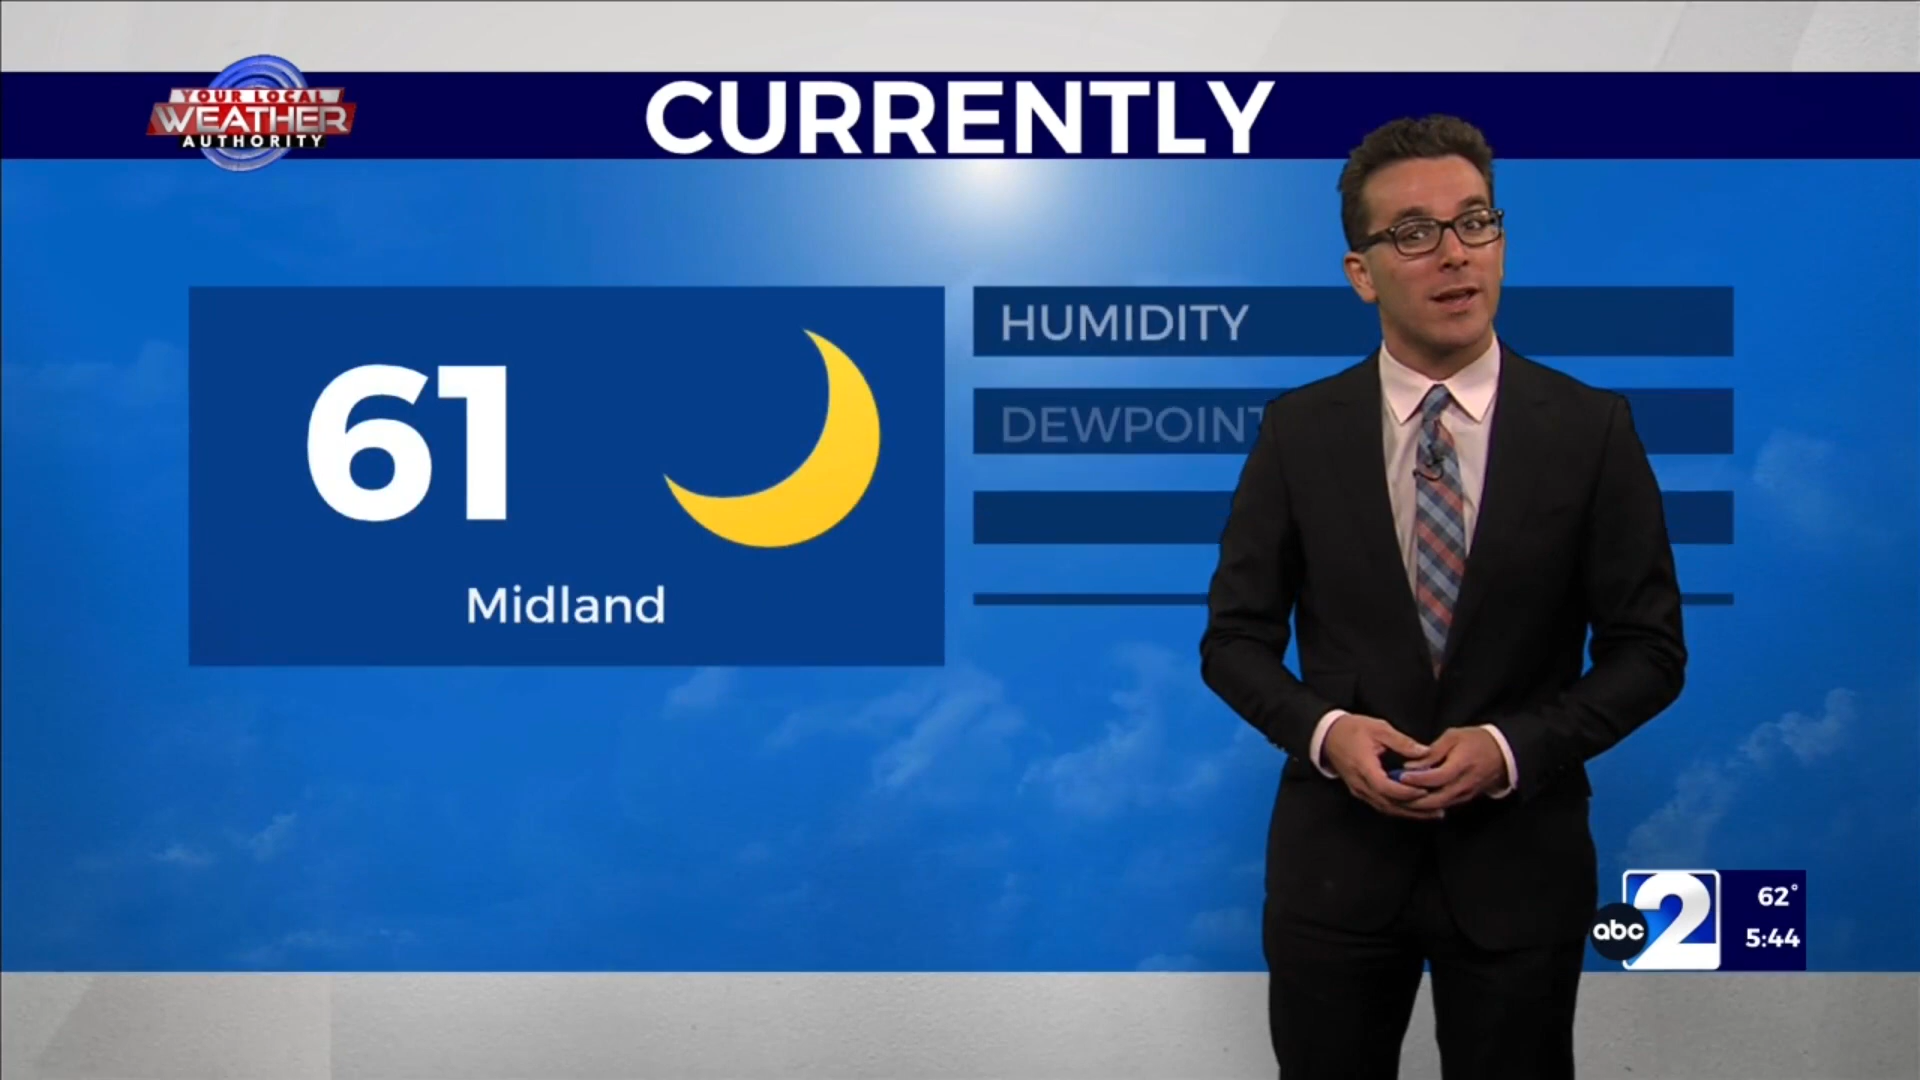 YOUR LOCAL
WEATHER
AUTHORITY
CURRENTLY
61
Midland
HUMIDITY
DEWPOINT
abc 2
62°
5:44